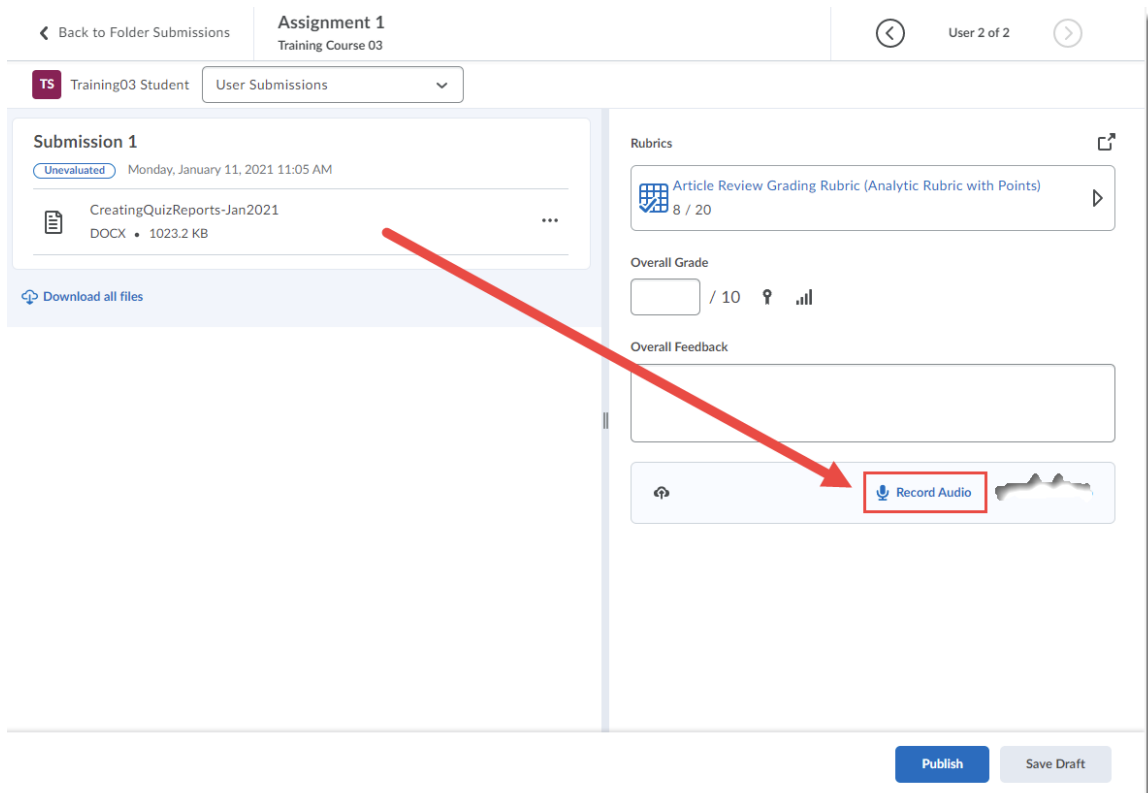 Back to Folder Submissions
Assignment 1
Training Course 03
User 2 of 2
TS Training03 Student User Submissions
Submission 1
Unevaluated Monday, January 11, 2021 11:05 AM
CreatingQuizReports-Jan2021
DOCX • 1023.2 KB
Download all files
Rubrics
Article Review Grading Rubric (Analytic Rubric with Points)
8 / 20
Overall Grade
/ 10
Overall Feedback
Record Audio
Publish Save Draft